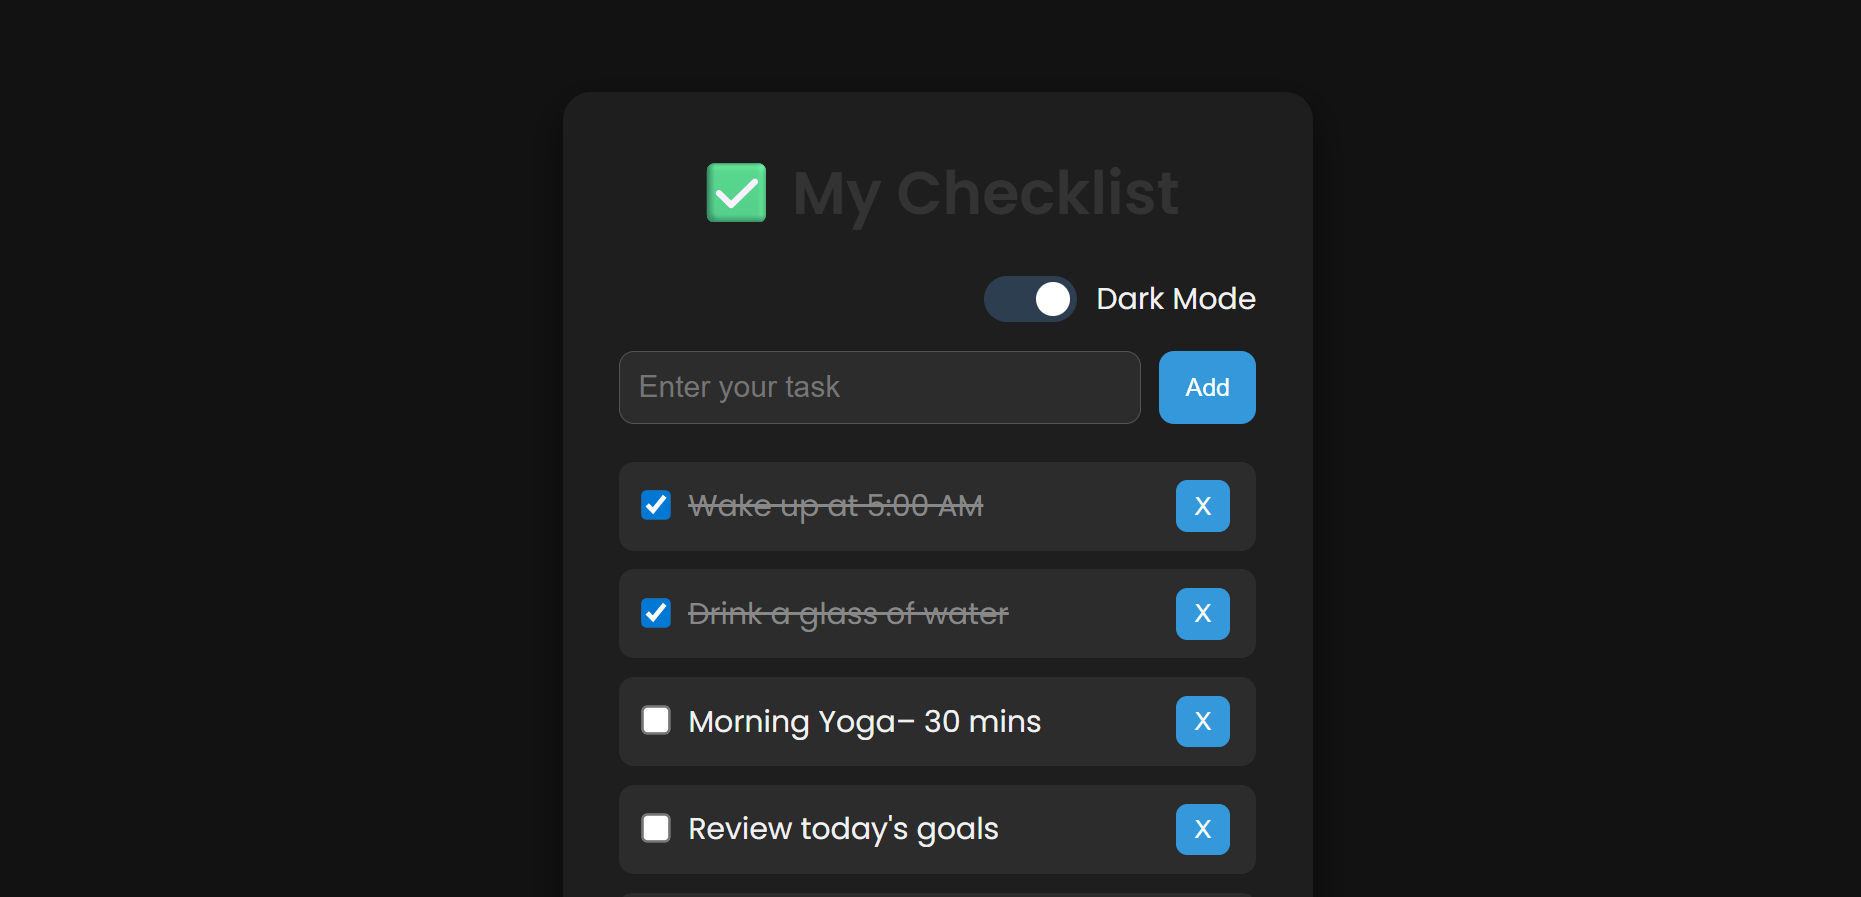 My Checklist
Dark Mode
Enter your task
Add
Wake up at 5:00 AM
X
Drink a glass of water
X
Morning Yoga– 30 mins
X
Review today's goals
X